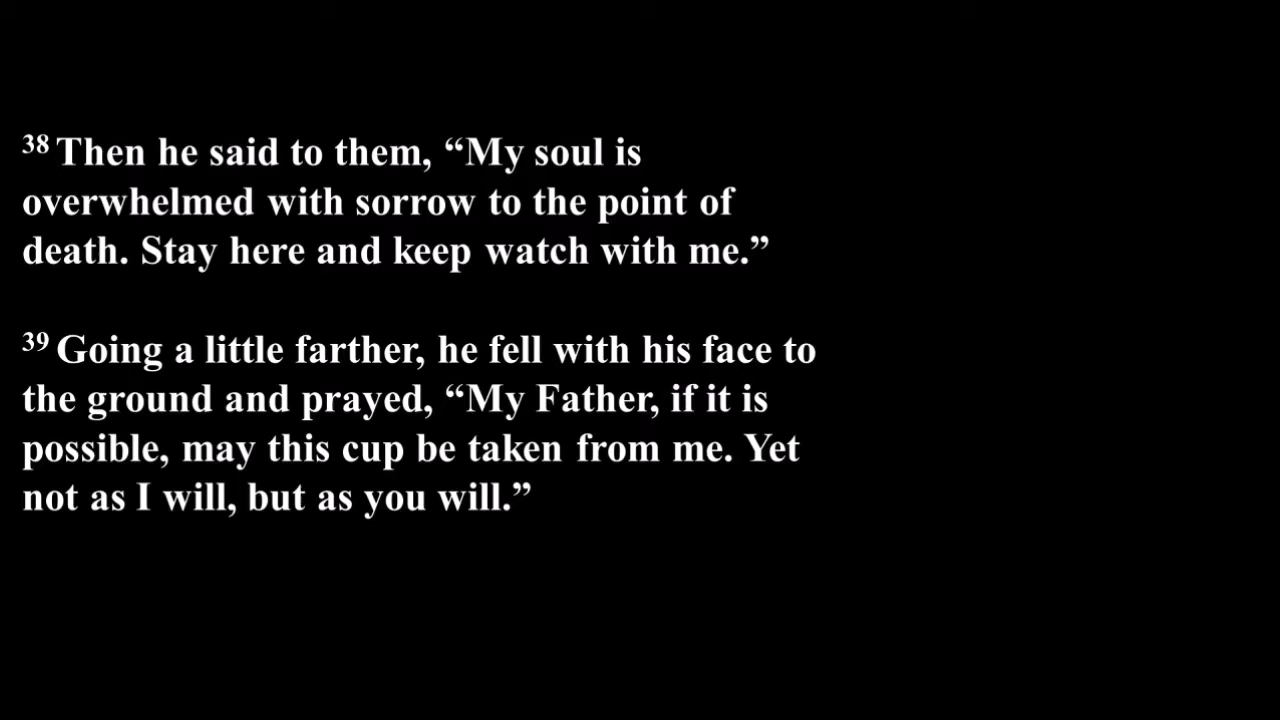 38 Then he said to them, “My soul is
overwhelmed with sorrow to the point of
death. Stay here and keep watch with me.”
39 Going a little farther, he fell with his face to
the ground and prayed, “My Father, if it is
possible, may this cup be taken from me. Yet
not as I will, but as you will.”